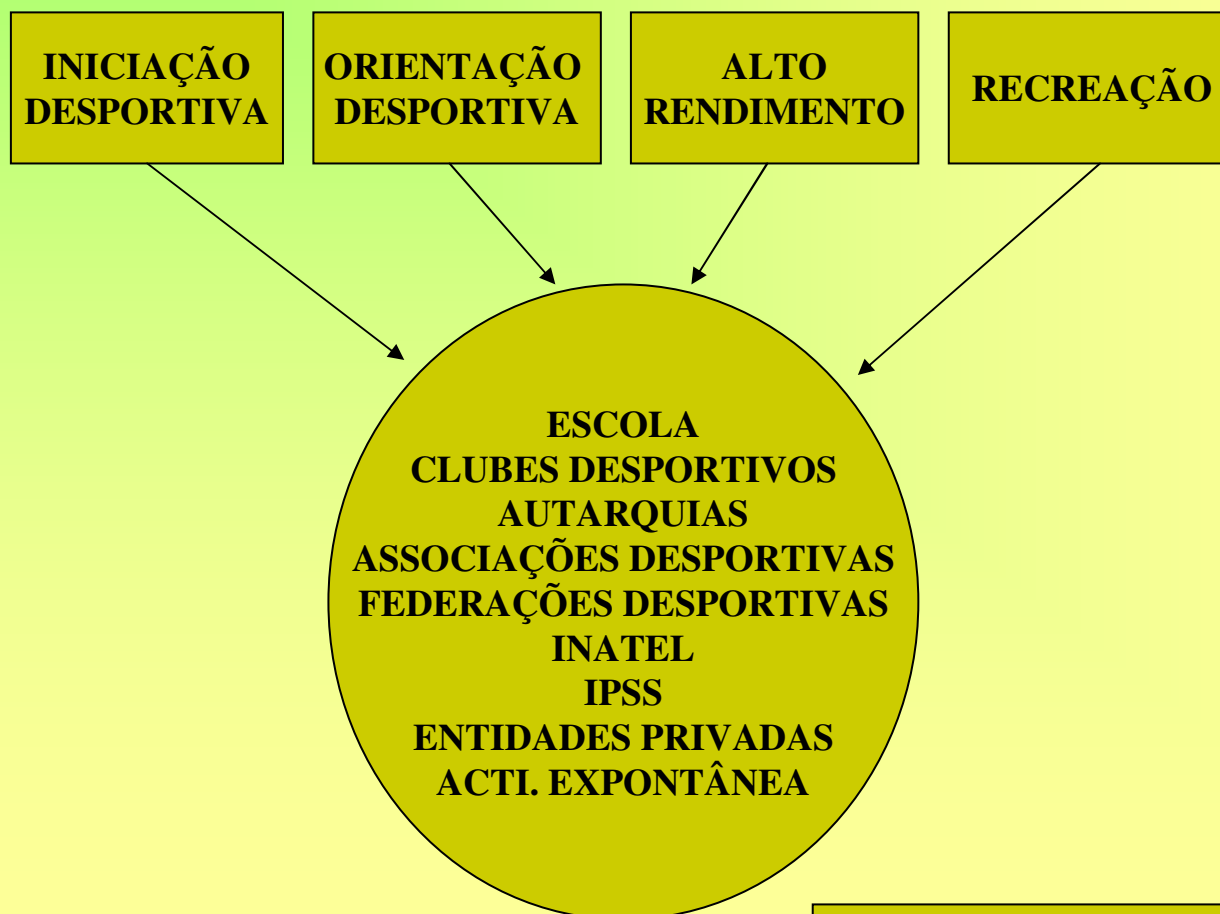 INICIAÇÃO
DESPORTIVA
ORIENTAÇÃO
DESPORTIVA
ALTO
RENDIMENTO
RECREAÇÃO
ESCOLA
CLUBES DESPORTIVOS
AUTARQUIAS
ASSOCIAÇÕES DESPORTIVAS
FEDERAÇÕES DESPORTIVAS
INATEL
IPSS
ENTIDADES PRIVADAS
ACTI. EXPONTÂNEA